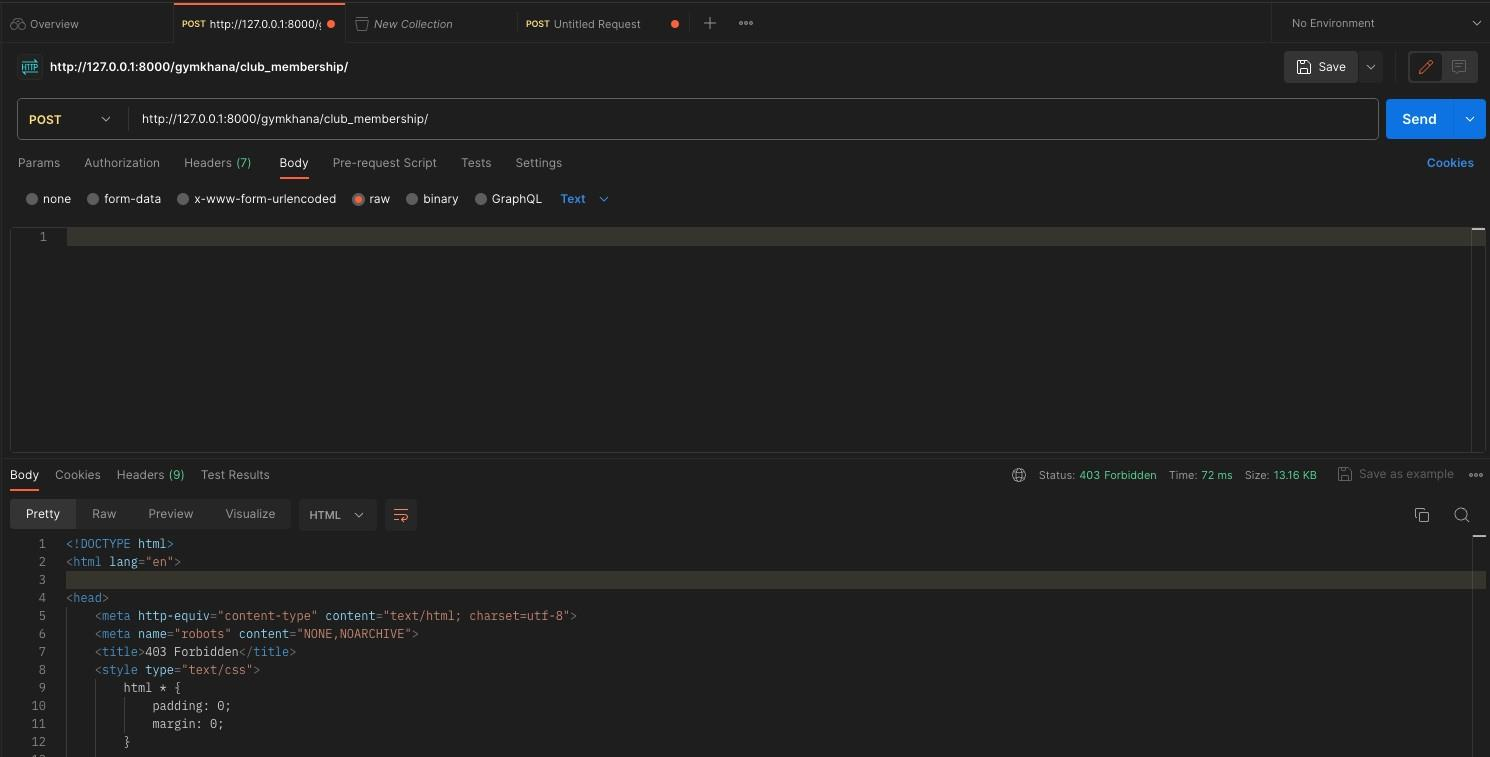 Overview
POST http://127.0.0.1:8000/g
New Collection
POST Untitled Request
No Environment
HTTP http://127.0.0.1:8000/gymkhana/club_membership/
Save
POST http://127.0.0.1:8000/gymkhana/club_membership/
Send
Params Authorization Headers (7) Body Pre-request Script Tests Settings Cookies
none form-data x-www-form-urlencoded raw binary GraphQL Text
1
Body Cookies Headers (9) Test Results Status: 403 Forbidden Time: 72 ms Size: 13.16 KB Save as example
Pretty Raw Preview Visualize HTML
1 <!DOCTYPE html>
2 <html lang="en">
3
4 <head>
5 <meta http-equiv="content-type" content="text/html; charset=utf-8">
6 <meta name="robots" content="NONE,NOARCHIVE">
7 <title>403 Forbidden</title>
8 <style type="text/css">
9 html * {
10 padding: 0;
11 margin: 0;
12 }